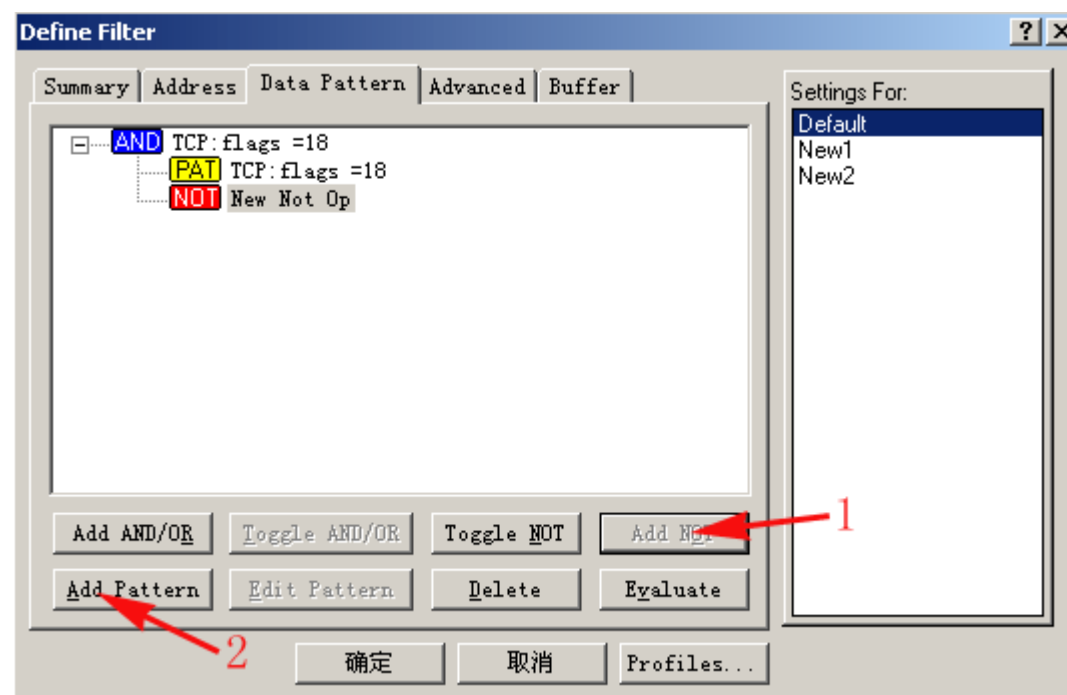 Define Filter
Summary Address Data Pattern Advanced Buffer
AND TCP:flags =18
PAT TCP:flags =18
NOT New Not Op
Settings For:
Default
New1
New2
Add AND/OR Toggle AND/OR Toggle NOT Add NOT 1
Add Pattern Edit Pattern Delete Evaluate
2
确定 取消 Profiles...